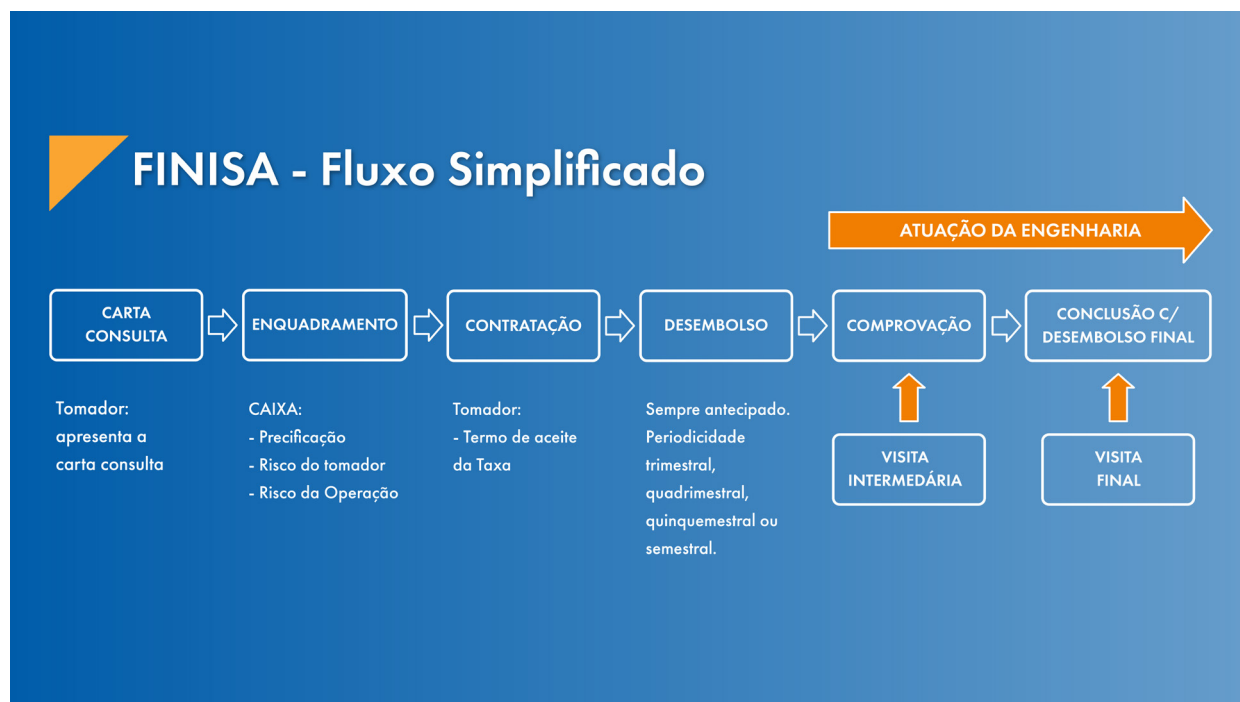 FINISA - Fluxo Simplificado
ATUAÇÃO DA ENGENHARIA
CARTA
CONSULTA
ENQUADRAMENTO
CONTRATAÇÃO
DESEMBOLSO
COMPROVAÇÃO
CONCLUSÃO C/
DESEMBOLSO FINAL
Tomador:
apresenta a
carta consulta
CAIXA:
- Precificação
- Risco do tomador
- Risco da Operação
Tomador:
- Termo de aceite
da Taxa
Sempre antecipado.
Periodicidade
trimestral,
quadrimestral,
quinquemestral ou
semestral.
VISITA
INTERMEDÁRIA
VISITA
FINAL